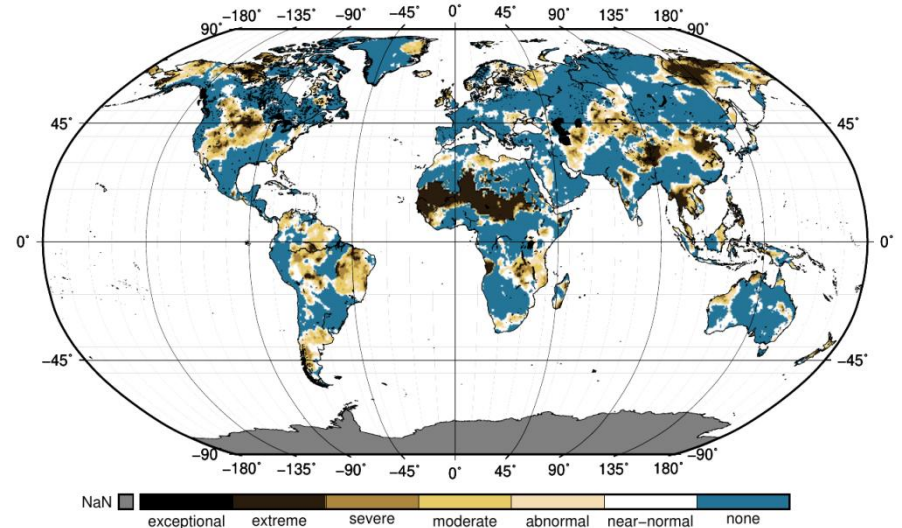 −180° −135° −90° −45° 0° 45° 90° 135° 180°
90° 90°
45° 45°
0° 0°
−45° −45°
−90 −90
−180° −135° −90° −45° 0° 45° 90° 135° 180°
NaN
exceptional extreme severe moderate abnormal near−normal none